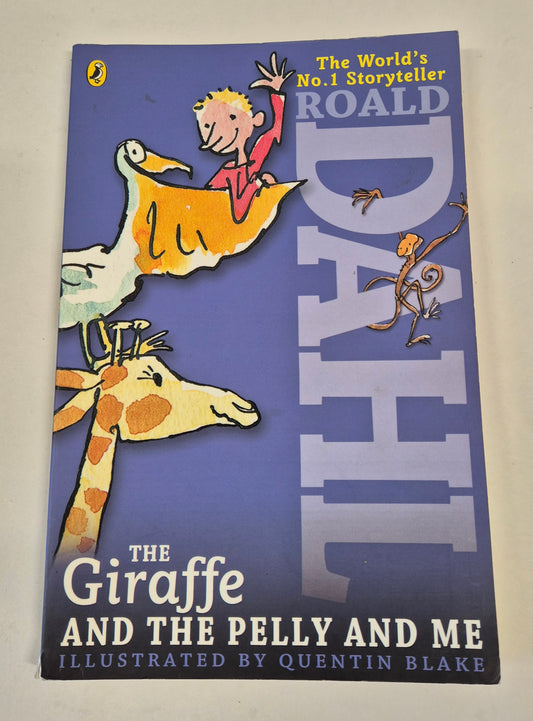 The World's
No.1 Storyteller
ROALD
DAHL
THE
Giraffe
AND THE PELLY AND ME
ILLUSTRATED BY QUENTIN BLAKE